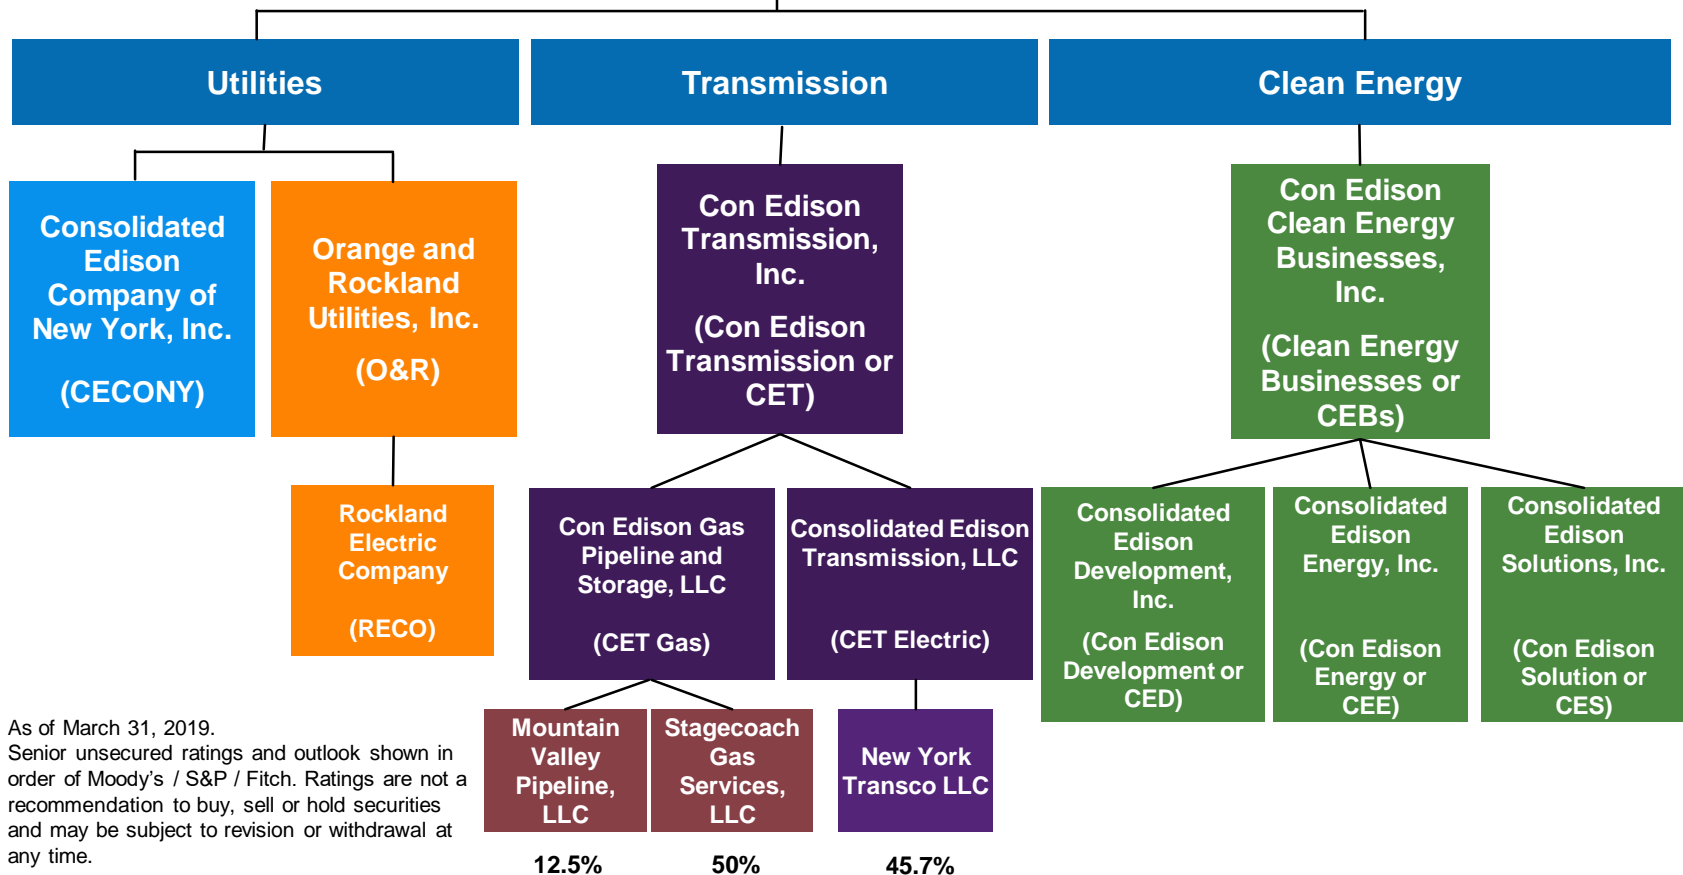 Utilities
Transmission
Clean Energy
Consolidated
Edison
Company of
New York, Inc.
(CECONY)
Orange and
Rockland
Utilities, Inc.
(O&R)
Con Edison
Transmission,
Inc.
(Con Edison
Transmission or
CET)
Con Edison
Clean Energy
Businesses,
Inc.
(Clean Energy
Businesses or
CEBs)
Rockland
Electric
Company
(RECO)
Con Edison Gas
Pipeline and
Storage, LLC
(CET Gas)
Consolidated Edison
Transmission, LLC
(CET Electric)
Consolidated
Edison
Development,
Inc.
(Con Edison
Development or
CED)
Consolidated
Edison
Energy, Inc.
(Con Edison
Energy or
CEE)
Consolidated
Edison
Solutions, Inc.
(Con Edison
Solution or
CES)
Mountain
Valley
Pipeline,
LLC
Stagecoach
Gas
Services,
LLC
New York
Transco LLC
12.5%
50%
45.7%
As of March 31, 2019.
Senior unsecured ratings and outlook shown in
order of Moody's / S&P / Fitch. Ratings are not a
recommendation to buy, sell or hold securities
and may be subject to revision or withdrawal at
any time.